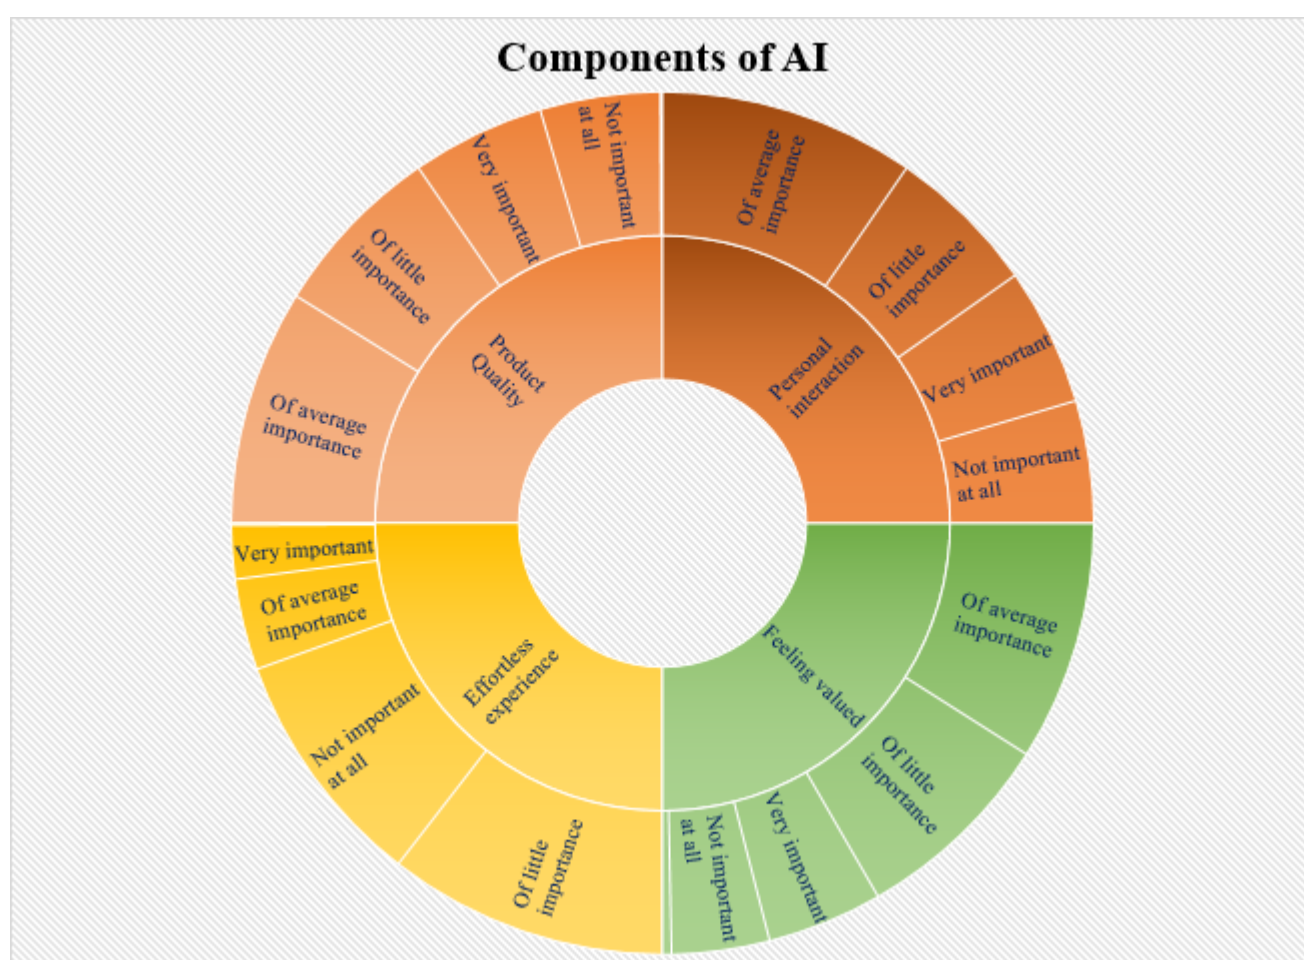 Components of AI
Of average
importance
Of little
importance
Very important
Not important
at all
Personal
interaction
Of average
importance
Of little
importance
Very important
Not important
at all
Feeling valued
Of little
importance
Not important
at all
Of average
importance
Very important
Effortless
experience
Of average
importance
Of little
importance
Very important
Not important
at all
Product
Quality